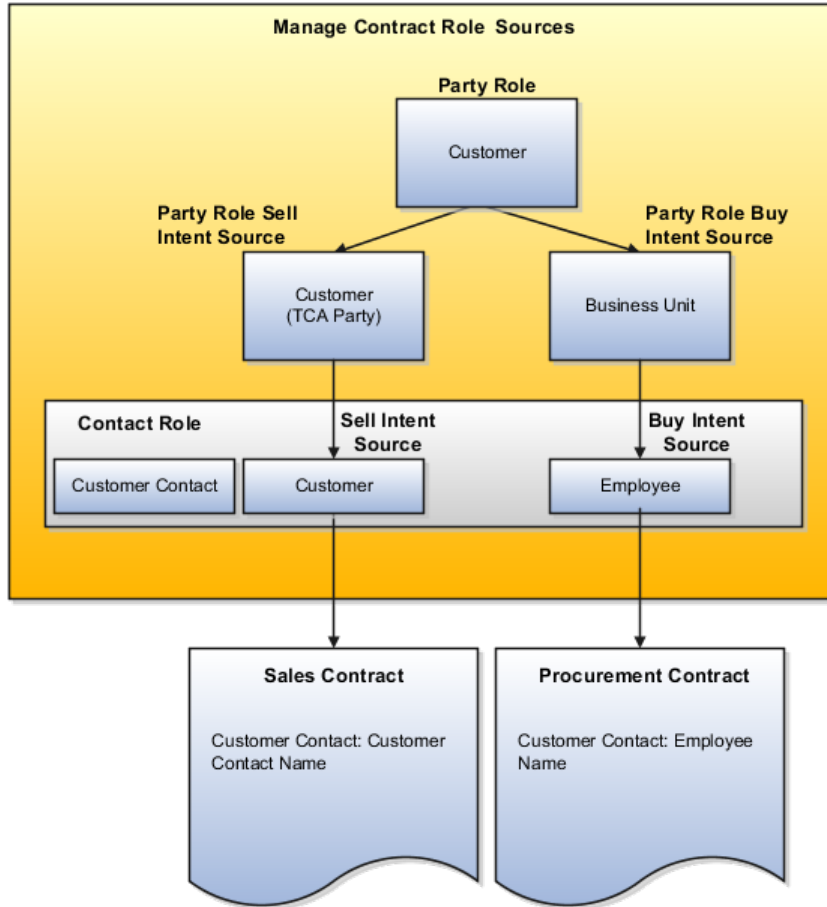 Manage Contract Role Sources
Party Role
Customer
Party Role Sell
Intent Source
Party Role Buy
Intent Source
Customer
(TCA Party)
Business Unit
Contact Role
Sell Intent
Source
Buy Intent
Source
Customer Contact
Customer
Employee
Sales Contract
Customer Contact: Customer
Contact Name
Procurement Contract
Customer Contact: Employee
Name